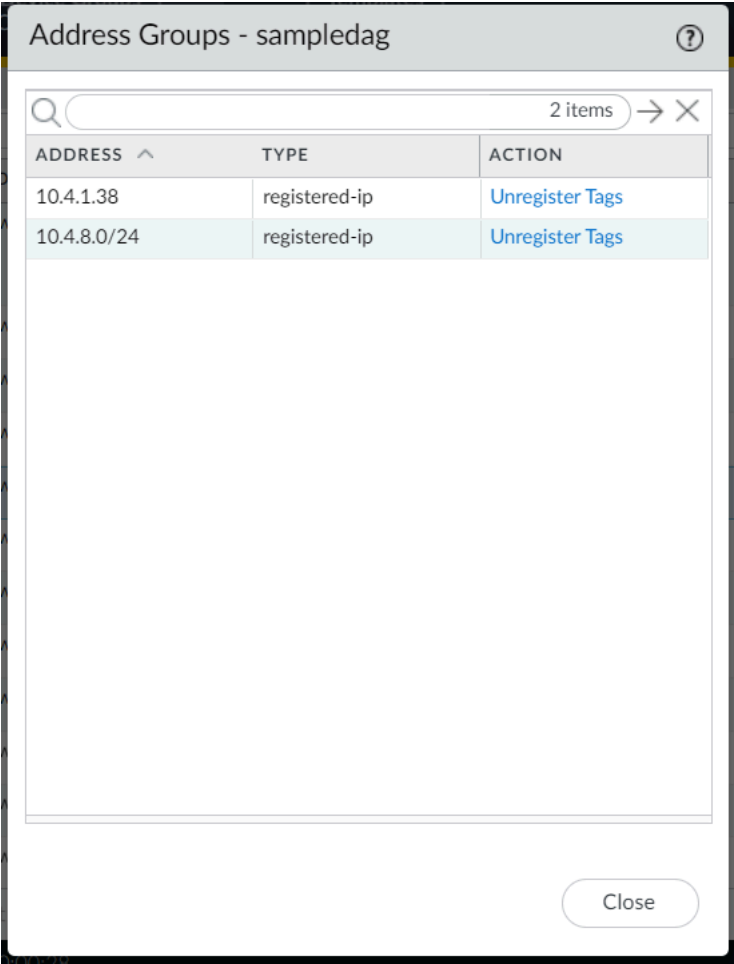 Address Groups - sampledag
2 items
ADDRESS TYPE ACTION
10.4.1.38 registered-ip Unregister Tags
10.4.8.0/24 registered-ip Unregister Tags
Close